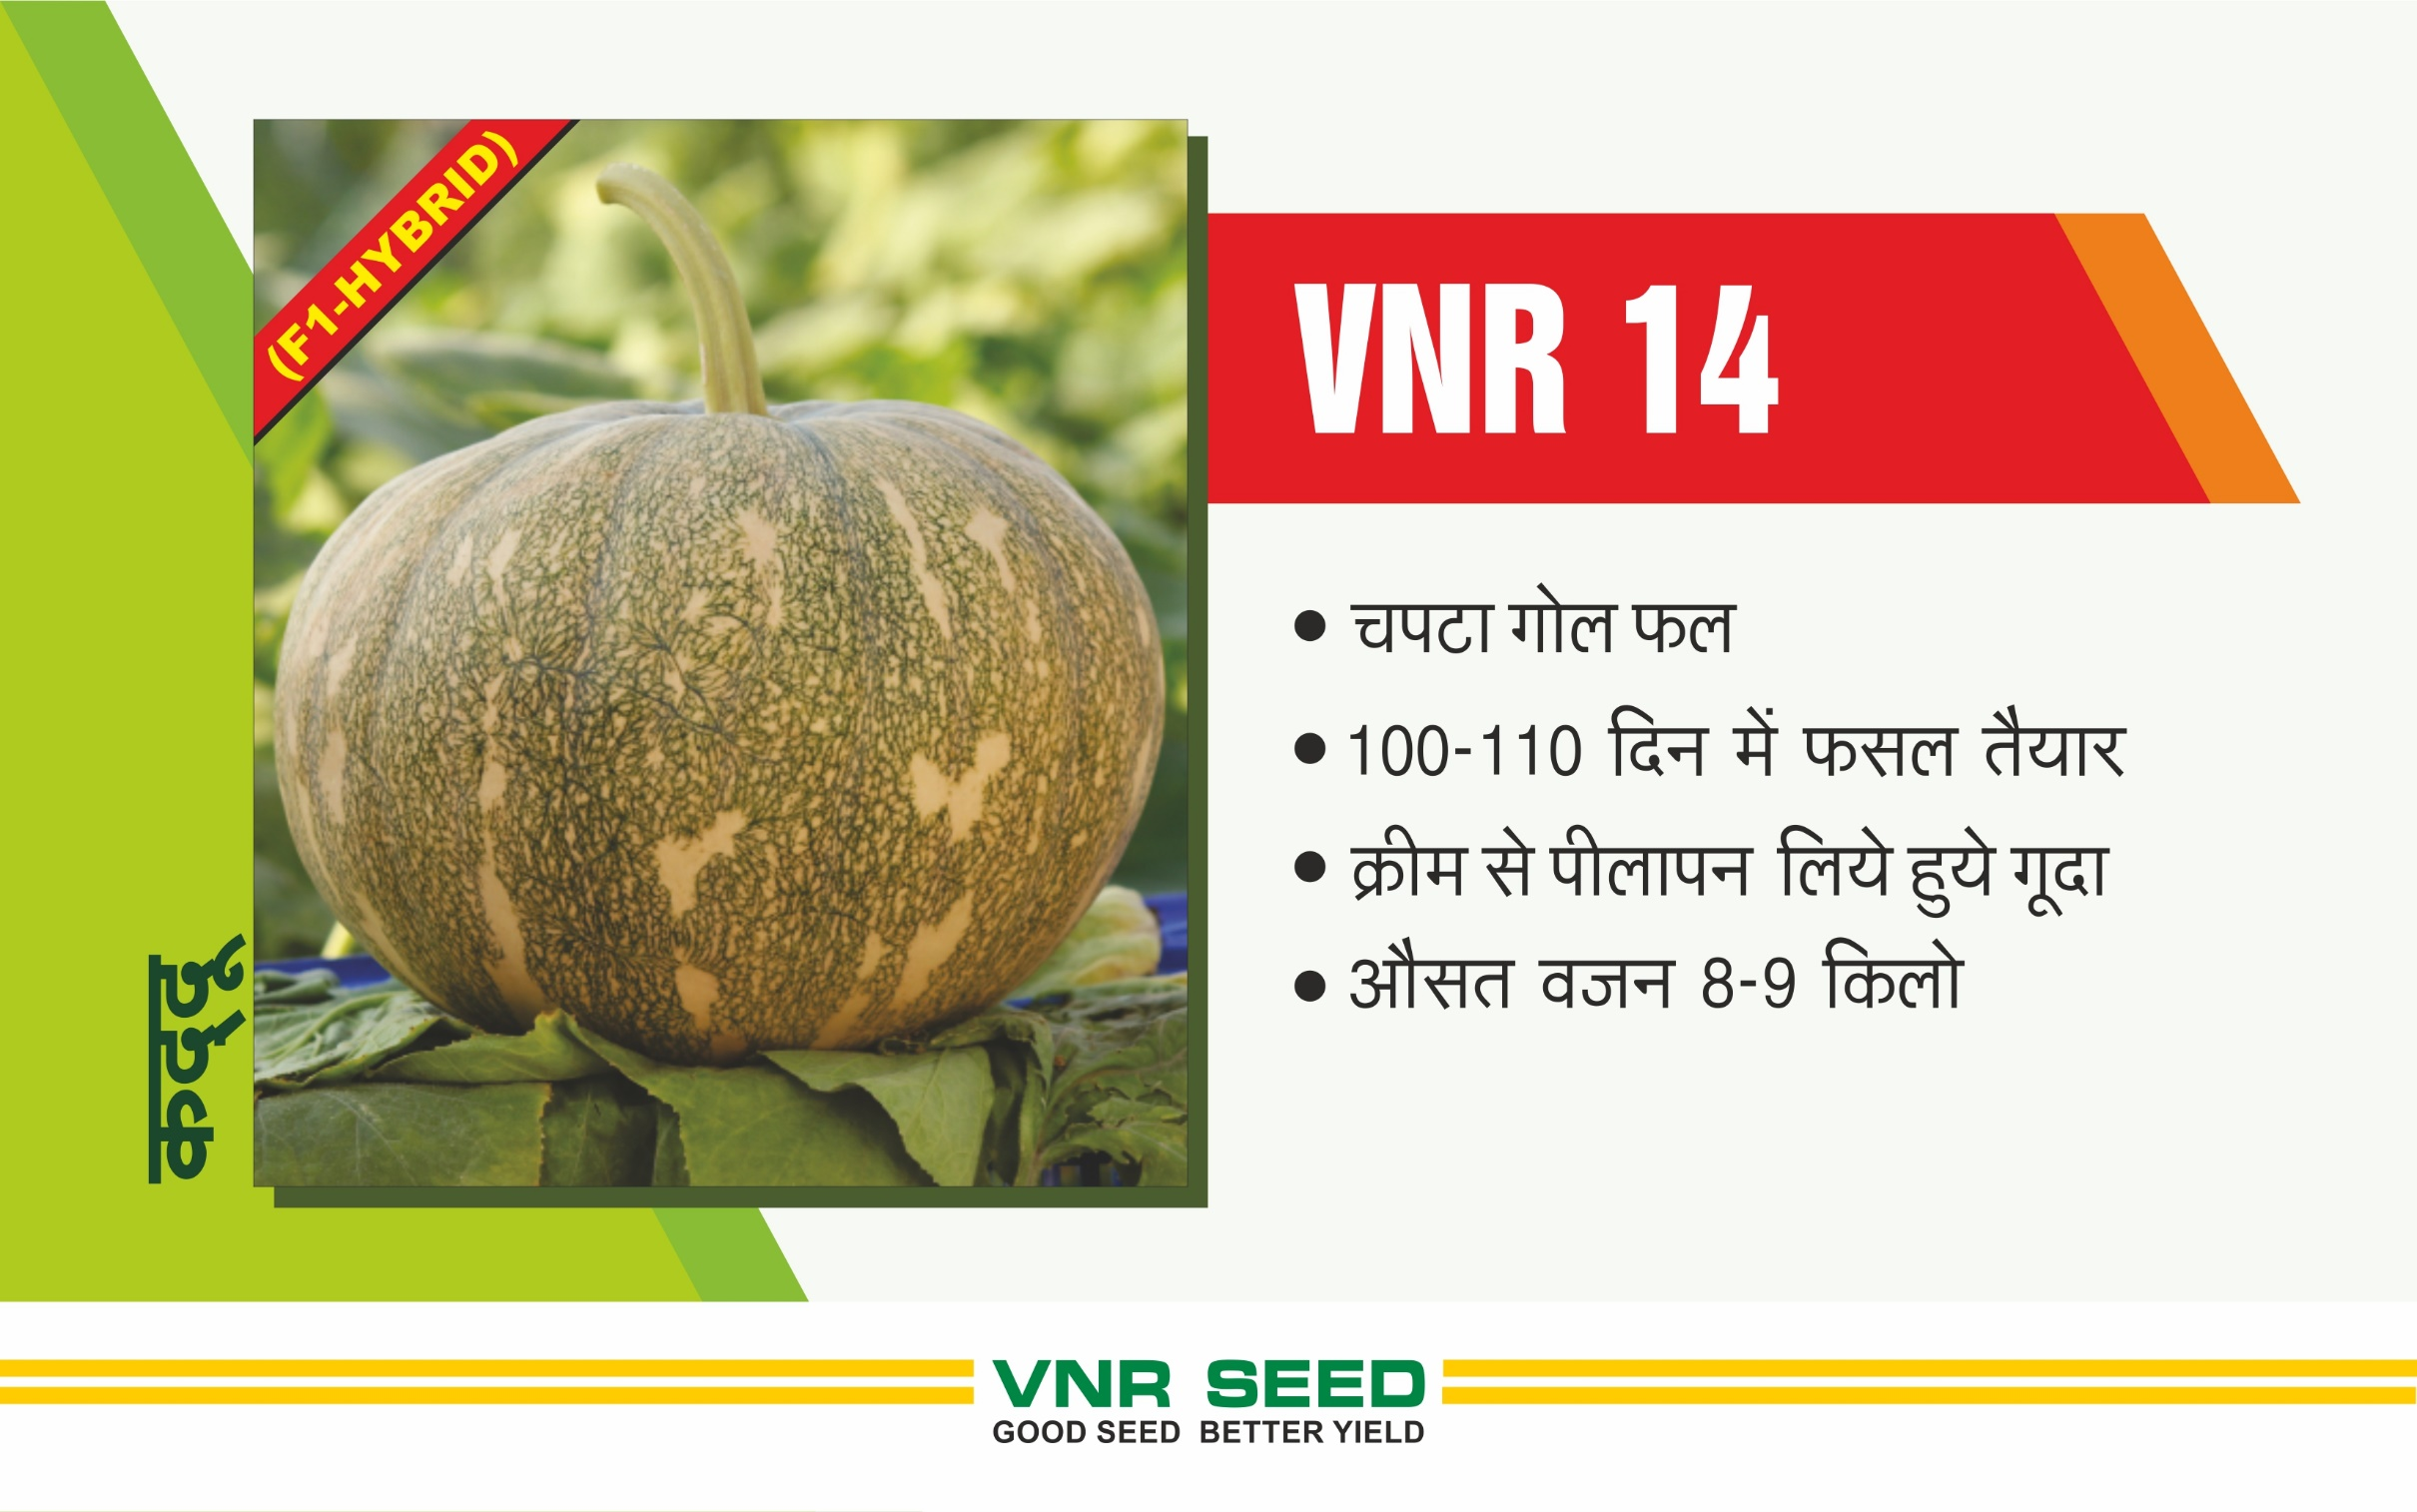 (F1-HYBRID))
VNR 14
• चपटा गोल फल
• 100-110 दिन में फसल तैयार
• क्रीम से पीलापन लिये हुये गूदा
• औसत वजन 8-9 किलो
कद्दू
VNR SEED
GOOD SEED BETTER YIELD